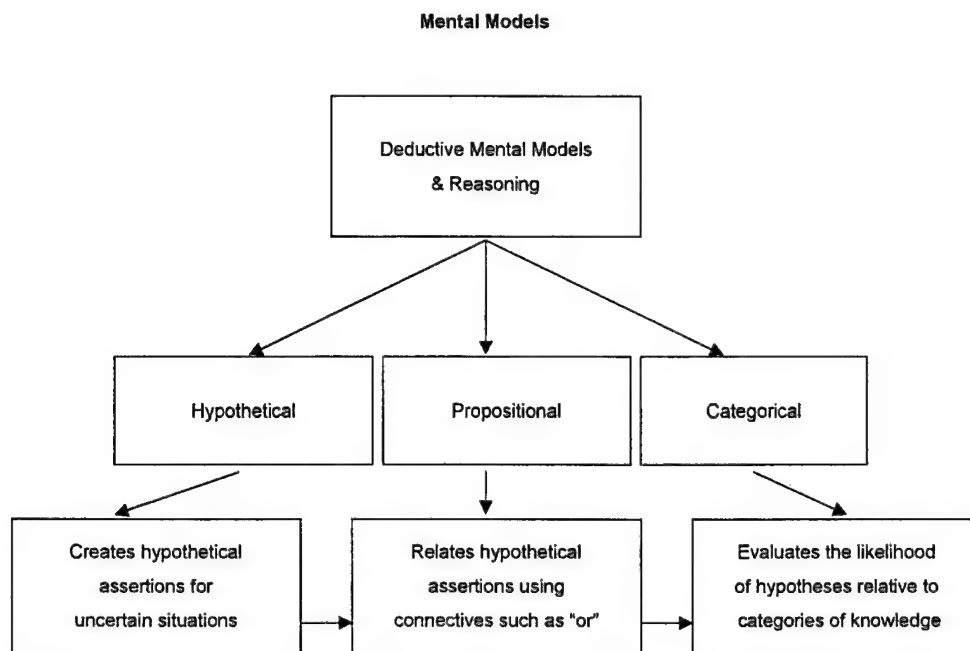 Mental Models
Deductive Mental Models
& Reasoning
Hypothetical
Propositional
Categorical
Creates hypothetical
assertions for
uncertain situations
Relates hypothetical
assertions using
connectives such as “or”
Evaluates the likelihood
of hypotheses relative to
categories of knowledge